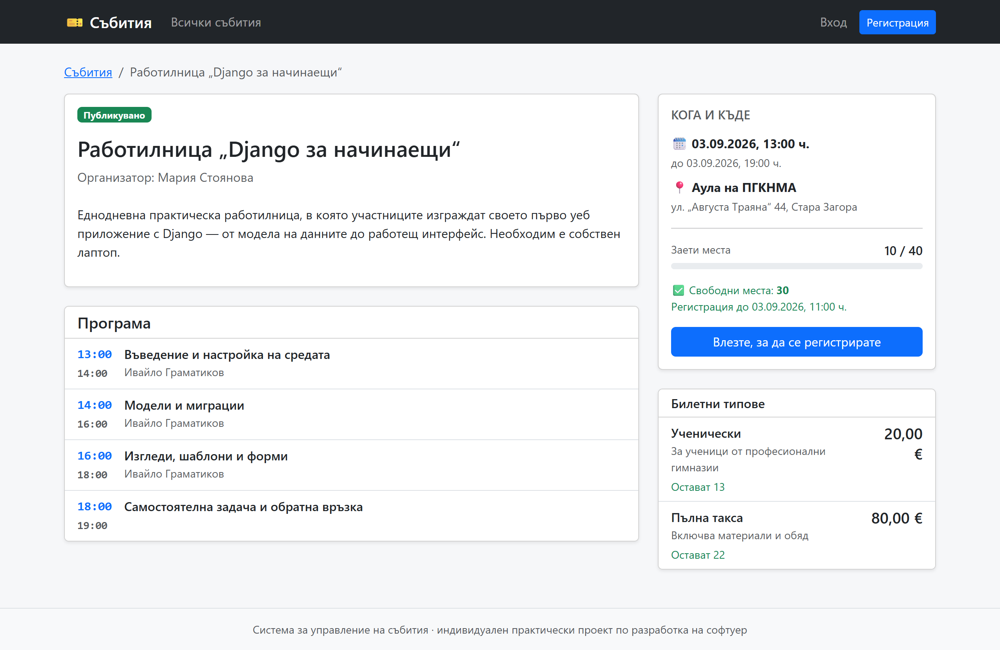 Събития
Всички събития
Вход
Регистрация
Събития / Работилница „Django за начинаещи“
Публикувано
Работилница „Django за начинаещи“
Организатор: Мария Стоянова
Еднодневна практическа работилница, в която участниците изграждат своето първо уеб
приложение с Django — от модела на данните до работещ интерфейс. Необходим е собствен
лаптоп.
Програма
13:00 Въведение и настройка на средата
14:00 Ивайло Граматиков
14:00 Модели и миграции
16:00 Ивайло Граматиков
16:00 Изгледи, шаблони и форми
18:00 Ивайло Граматиков
18:00 Самостоятелна задача и обратна връзка
19:00
КОГА И КЪДЕ
03.09.2026, 13:00 ч.
до 03.09.2026, 19:00 ч.
Аула на ПГКНМА
ул. „Августа Траяна“ 44, Стара Загора
Заети места 10 / 40
Свободни места: 30
Регистрация до 03.09.2026, 11:00 ч.
Влезте, за да се регистрирате
Билетни типове
Ученически 20,00
€
За ученици от професионални
гимназии
Остават 13
Пълна такса 80,00 €
Включва материали и обяд
Остават 22
Система за управление на събития · индивидуален практически проект по разработка на софтуер